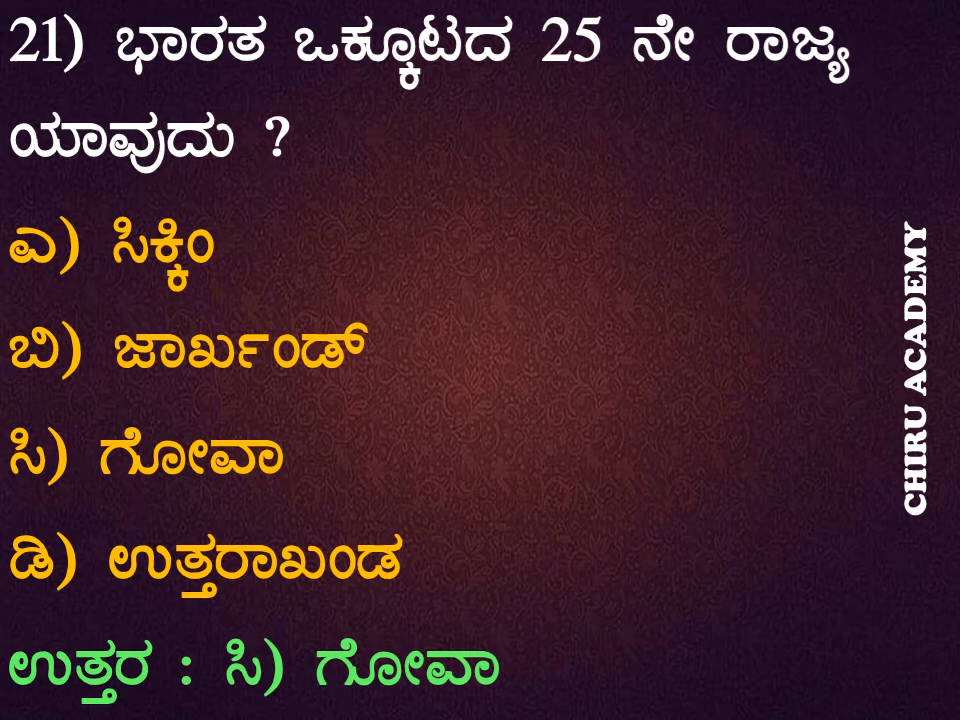 21) ಭಾರತ ಒಕ್ಕೂಟದ 25 ನೇ ರಾಜ್ಯ
ಯಾವುದು ?
ಎ) ಸಿಕ್ಕಿಂ
ಬಿ) ಜಾರ್ಖಂಡ್
ಸಿ) ಗೋವಾ
ಡಿ) ಉತ್ತರಾಖಂಡ
ಉತ್ತರ : ಸಿ) ಗೋವಾ
CHIRU ACADEMY